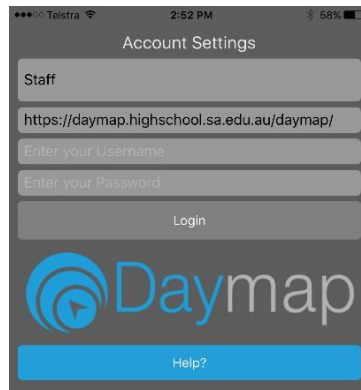 Telstra 2:52 PM 58%
Account Settings
Staff
https://daymap.highschool.sa.edu.au/daymap/
Enter your Username
Enter your Password
Login
Daymap
Help?